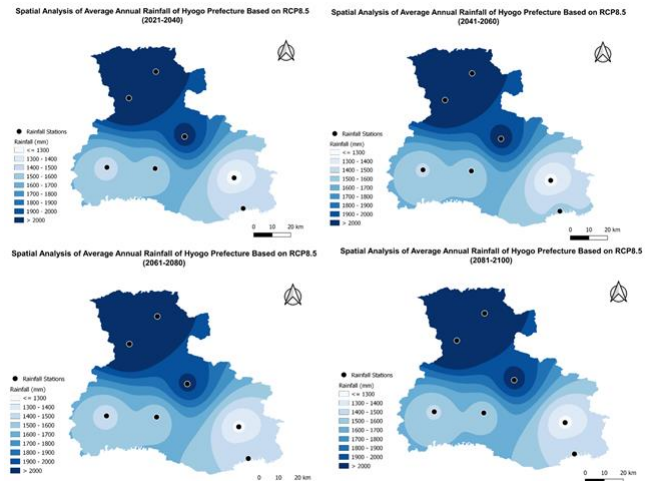 Spatial Analysis of Average Annual Rainfall of Hyogo Prefecture Based on RCP8.5
(2021-2040)
Rainfall Stations
Rainfall (mm)
<= 1300
1300 - 1400
1400 - 1500
1500 - 1600
1600 - 1700
1700 - 1800
1800 - 1900
1900 - 2000
> 2000
0 10 20 km
Spatial Analysis of Average Annual Rainfall of Hyogo Prefecture Based on RCP8.5
(2041-2060)
Rainfall Stations
Rainfall (mm)
<= 1300
1300 - 1400
1400 - 1500
1500 - 1600
1600 - 1700
1700 - 1800
1800 - 1900
1900 - 2000
> 2000
0 10 20 km
Spatial Analysis of Average Annual Rainfall of Hyogo Prefecture Based on RCP8.5
(2061-2080)
Rainfall Stations
Rainfall (mm)
<= 1300
1300 - 1400
1400 - 1500
1500 - 1600
1600 - 1700
1700 - 1800
1800 - 1900
1900 - 2000
> 2000
0 10 20 km
Spatial Analysis of Average Annual Rainfall of Hyogo Prefecture Based on RCP8.5
(2081-2100)
Rainfall Stations
Rainfall (mm)
<= 1300
1300 - 1400
1400 - 1500
1500 - 1600
1600 - 1700
1700 - 1800
1800 - 1900
1900 - 2000
> 2000
0 10 20 km